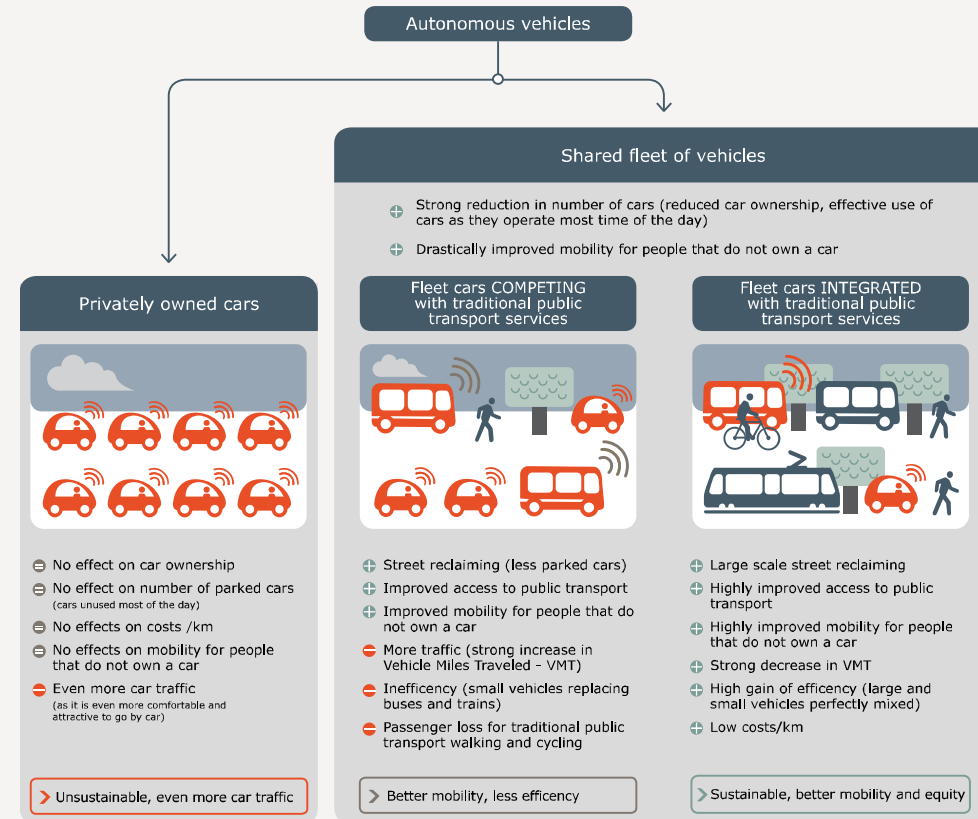 Autonomous vehicles
Shared fleet of vehicles
Strong reduction in number of cars (reduced car ownership, effective use of
cars as they operate most time of the day)
Drastically improved mobility for people that do not own a car
Privately owned cars
No effect on car ownership
No effect on number of parked cars
(cars unused most of the day)
No effects on costs /km
No effects on mobility for people
that do not own a car
Even more car traffic
(as it is even more comfortable and
attractive to go by car)
Unsustainable, even more car traffic
Fleet cars COMPETING
with traditional public
transport services
Street reclaiming (less parked cars)
Improved access to public transport
Improved mobility for people that do
not own a car
More traffic (strong increase in
Vehicle Miles Traveled - VMT)
Inefficency (small vehicles replacing
buses and trains)
Passenger loss for traditional public
transport walking and cycling
Better mobility, less efficency
Fleet cars INTEGRATED
with traditional public
transport services
Large scale street reclaiming
Highly improved access to public
transport
Highly improved mobility for people
that do not own a car
Strong decrease in VMT
High gain of efficency (large and
small vehicles perfectly mixed)
Low costs/km
Sustainable, better mobility and equity